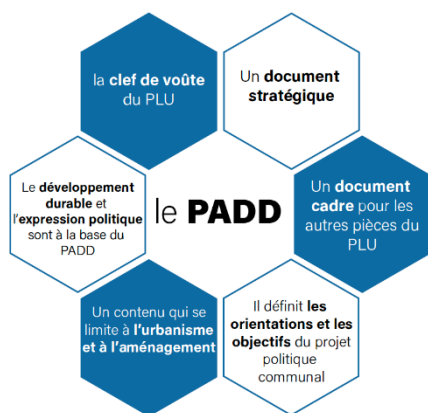 la clef de voûte
du PLU
Un document
stratégique
Le développement
durable et
l'expression politique
sont à la base du
PADD
le PADD
Un document
cadre pour les
autres pièces du
PLU
Un contenu qui se
limite à l'urbanisme
et à l'aménagement
Il définit les
orientations et les
objectifs du projet
politique
communal